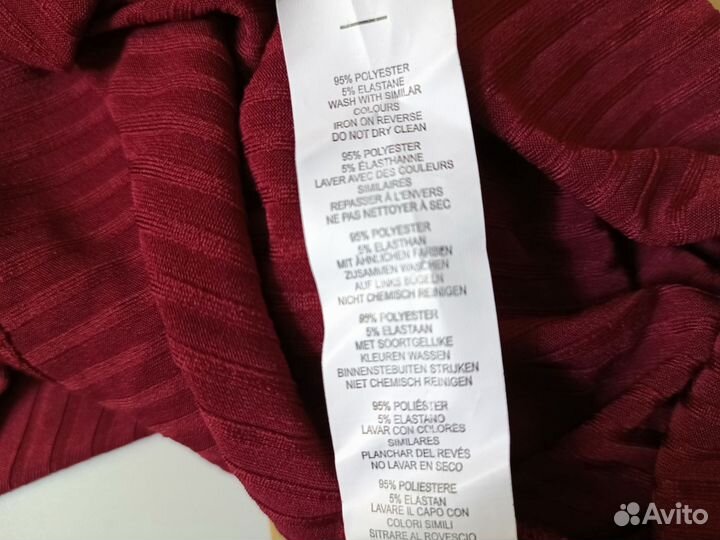 95% POLYESTER
5% ELASTANE
WASH WITH SIMILAR
COLOURS
IRON ON REVERSE
DO NOT DRY CLEAN
95% POLYESTER
5% ÉLASTHANNE
LAVER AVEC DES COULEURS
SIMILAIRES
REPASSER À L'ENVERS
NE PAS NETTOYER À SEC
95% POLYESTER
5% ELASTHAN
MIT ÄHNLICHEN FARBEN
ZUSAMMEN WASCHEN
AUF LINKS BÜGELN
NICHT CHEMISCH REINIGEN
95% POLYESTER
5% ELASTAAN
MET SOORTGELIJKE
KLEUREN WASSEN
BINNENSTEBUITEN STRIJKEN
NIET CHEMISCH REINIGEN
95% POLIÉSTER
5% ELASTANO
LAVAR CON COLORES
SIMILARES
PLANCHAR DEL REVÉS
NO LAVAR EN SECO
95% POLIESTERE
5% ELASTAN
LAVARE IL CAPO CON
COLORI SIMILI
STIRARE AL ROVESCIO
Avito